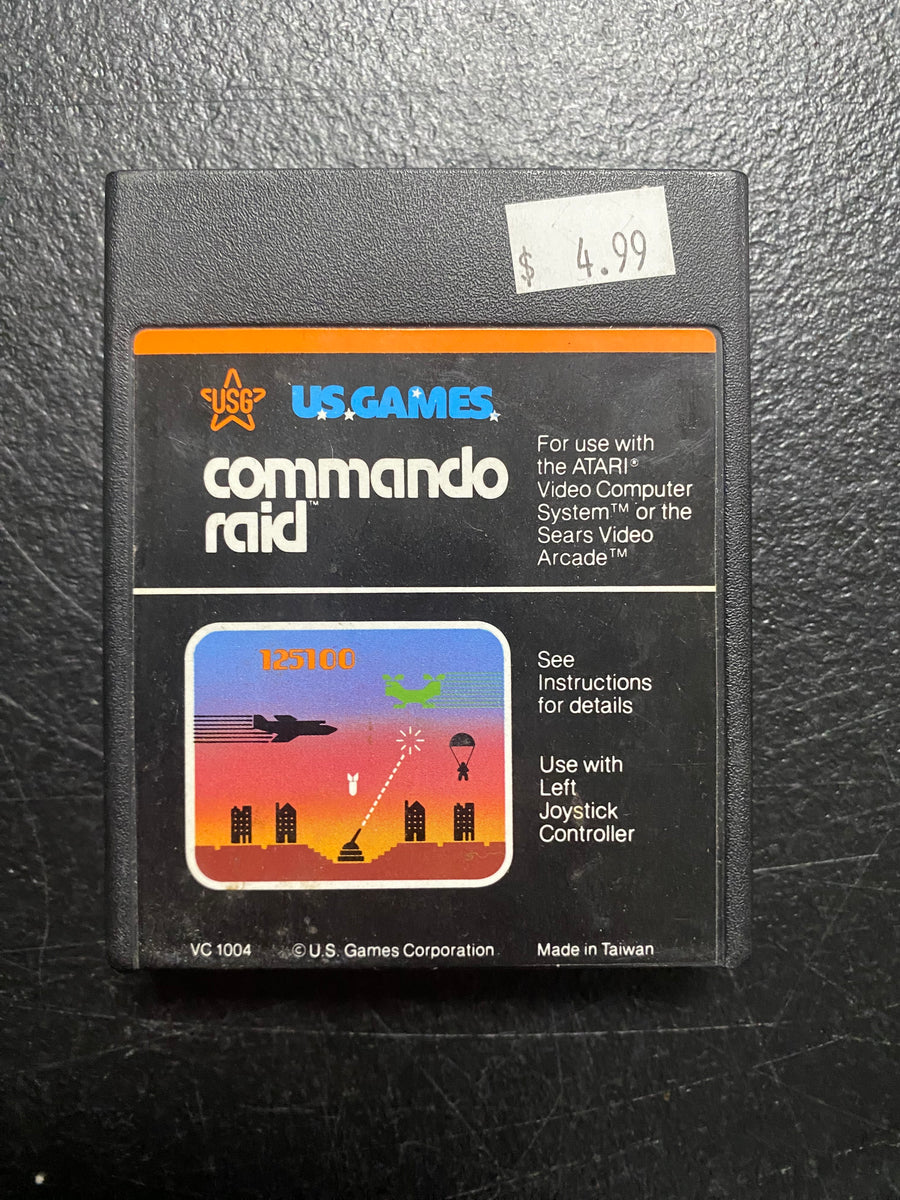 $ 4.99
USG U.S. GAMES
commando
raid™
For use with
the ATARI®
Video Computer
System™ or the
Sears Video
Arcade™
125100
See
Instructions
for details
Use with
Left
Joystick
Controller
VC 1004 © U.S. Games Corporation Made in Taiwan